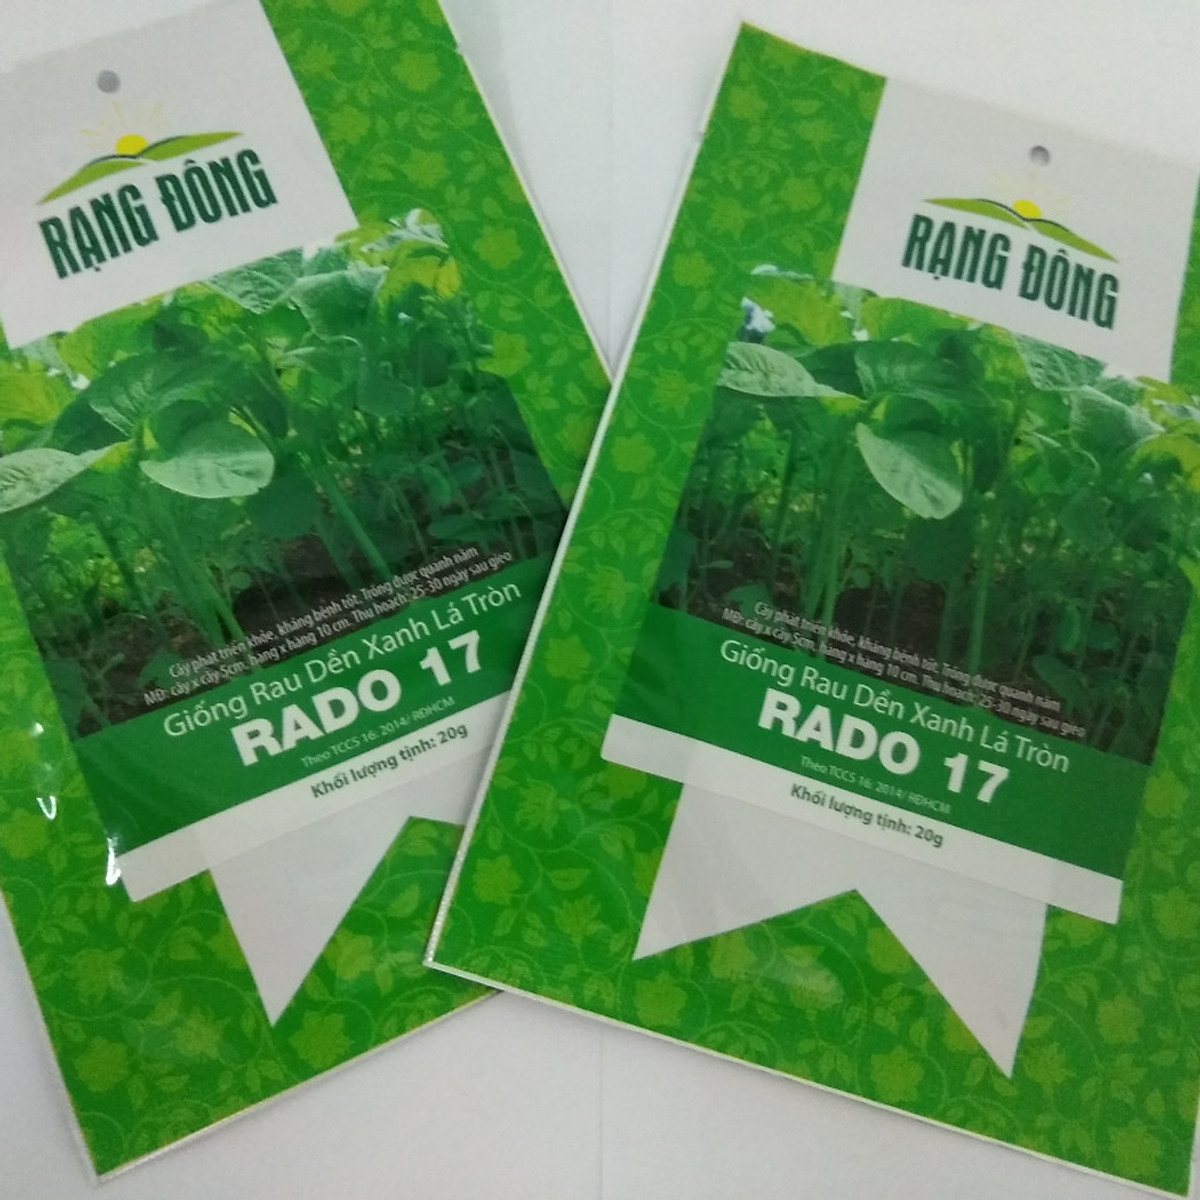 RẠNG ĐÔNG
Cây phát triển khỏe, kháng bệnh tốt, Trồng được quanh năm
MĐ: cây x cây 5cm, hàng x hàng 10 cm. Thu hoạch: 25-30 ngày sau gieo
Giống Rau Dền Xanh Lá Tròn
RADO 17
Theo TCCS 16: 2014/ RĐHCM
Khối lượng tịnh: 20g
RẠNG ĐÔNG
Cây phát triển khỏe, kháng bệnh tốt, Trồng được quanh năm
MĐ: cây x cây 5cm, hàng x hàng 10 cm. Thu hoạch: 25-30 ngày sau gieo
Giống Rau Dền Xanh Lá Tròn
RADO 17
Theo TCCS 16: 2014/ RĐHCM
Khối lượng tịnh: 20g